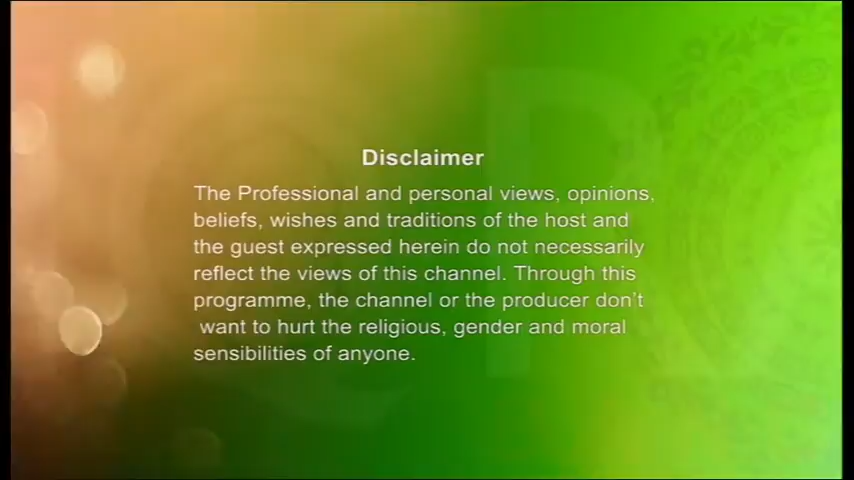 Disclaimer
The Professional and personal views, opinions,
beliefs, wishes and traditions of the host and
the guest expressed herein do not necessarily
reflect the views of this channel. Through this
programme, the channel or the producer don't
want to hurt the religious, gender and moral
sensibilities of anyone.